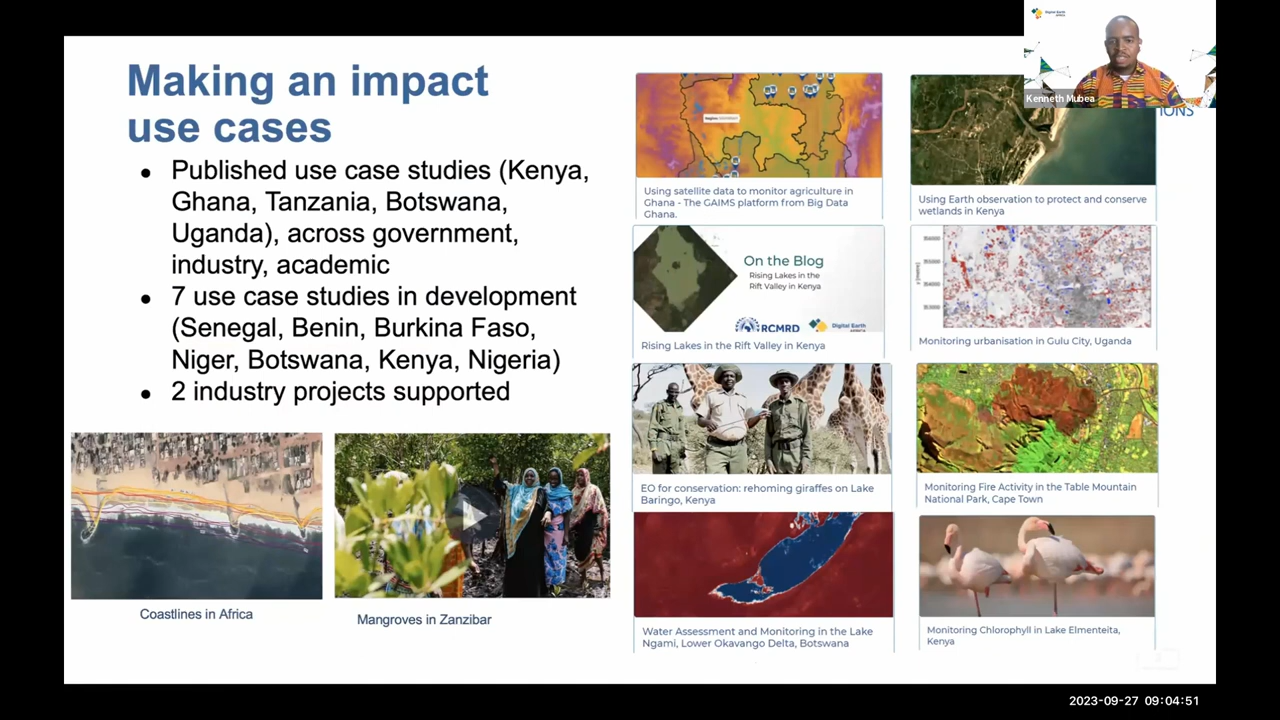 Making an impact
use cases
Published use case studies (Kenya,
Ghana, Tanzania, Botswana,
Uganda), across government,
industry, academic
7 use case studies in development
(Senegal, Benin, Burkina Faso,
Niger, Botswana, Kenya, Nigeria)
2 industry projects supported
Coastlines in Africa
Mangroves in Zanzibar
Using satellite data to monitor agriculture in
Ghana - The GAIMS platform from Big Data
Ghana.
Using Earth observation to protect and conserve
wetlands in Kenya
On the Blog
Rising Lakes in the
Rift Valley in Kenya
RCMRD
Digital Earth
AFRICA
Rising Lakes in the Rift Valley in Kenya
Monitoring urbanisation in Gulu City, Uganda
EO for conservation: rehoming giraffes on Lake
Baringo, Kenya
Monitoring Fire Activity in the Table Mountain
National Park, Cape Town
Water Assessment and Monitoring in the Lake
Ngami, Lower Okavango Delta, Botswana
Monitoring Chlorophyll in Lake Elmenteita,
Kenya
Digital Earth
AFRICA
Kenneth Mubea
IONS
2023-09-27 09:04:51